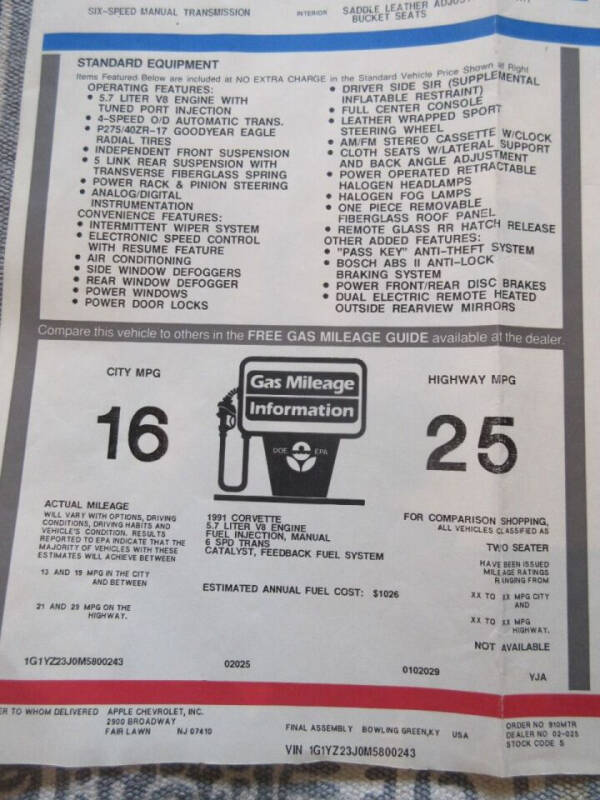 SIX-SPEED MANUAL TRANSMISSION
INTERIOR
SADDLE LEATHER
BUCKET SEATS
STANDARD EQUIPMENT
Items Featured Below are included at NO EXTRA CHARGE in the Standard Vehicle Price Shown at Right
OPERATING FEATURES:
• 5.7 LITER V8 ENGINE WITH
TUNED PORT INJECTION
• 4-SPEED O/D AUTOMATIC TRANS.
• P275/40ZR-17 GOODYEAR EAGLE
RADIAL TIRES
• INDEPENDENT FRONT SUSPENSION
• 5 LINK REAR SUSPENSION WITH
TRANSVERSE FIBERGLASS SPRING
• POWER RACK & PINION STEERING
• ANALOG/DIGITAL
INSTRUMENTATION
CONVENIENCE FEATURES:
• INTERMITTENT WIPER SYSTEM
• ELECTRONIC SPEED CONTROL
WITH RESUME FEATURE
• AIR CONDITIONING
• SIDE WINDOW DEFOGGERS
• REAR WINDOW DEFOGGER
• POWER WINDOWS
• POWER DOOR LOCKS
• DRIVER SIDE SIR (SUPPLEMENTAL
INFLATABLE RESTRAINT)
• FULL CENTER CONSOLE
• LEATHER WRAPPED SPORT
STEERING WHEEL
• AM/FM STEREO CASSETTE W/CLOCK
• CLOTH SEATS W/LATERAL SUPPORT
AND BACK ANGLE ADJUSTMENT
• POWER OPERATED RETRACTABLE
HALOGEN HEADLAMPS
• HALOGEN FOG LAMPS
• ONE PIECE REMOVABLE
FIBERGLASS ROOF PANEL
• REMOTE GLASS RR HATCH RELEASE
OTHER ADDED FEATURES:
• "PASS KEY" ANTI-THEFT SYSTEM
• BOSCH ABS II ANTI-LOCK
BRAKING SYSTEM
• POWER FRONT/REAR DISC BRAKES
• DUAL ELECTRIC REMOTE HEATED
OUTSIDE REARVIEW MIRRORS
Compare this vehicle to others in the FREE GAS MILEAGE GUIDE available at the dealer.
CITY MPG
16
Gas Mileage
Information
DOE EPA
HIGHWAY MPG
25
ACTUAL MILEAGE
WILL VARY WITH OPTIONS, DRIVING
CONDITIONS, DRIVING HABITS AND
VEHICLE'S CONDITION. RESULTS
REPORTED TO EPA INDICATE THAT THE
MAJORITY OF VEHICLES WITH THESE
ESTIMATES WILL ACHIEVE BETWEEN
13 AND 19 MPG IN THE CITY
AND BETWEEN
21 AND 29 MPG ON THE
HIGHWAY.
1991 CORVETTE
5.7 LITER V8 ENGINE
FUEL INJECTION, MANUAL
6 SPD TRANS
CATALYST, FEEDBACK FUEL SYSTEM
ESTIMATED ANNUAL FUEL COST: $1026
FOR COMPARISON SHOPPING,
ALL VEHICLES CLASSIFIED AS
TWO SEATER
HAVE BEEN ISSUED
MILEAGE RATINGS
RANGING FROM
XX TO XX MPG CITY
AND
XX TO XX MPG
HIGHWAY.
NOT AVAILABLE
1G1YZ23J0M5800243
02025
0102029
YJA
ER TO WHOM DELIVERED APPLE CHEVROLET, INC.
2900 BROADWAY
FAIR LAWN NJ 07410
FINAL ASSEMBLY BOWLING GREEN,KY USA
VIN 1G1YZ23J0M5800243
ORDER NO 910MTR
DEALER NO 02-025
STOCK CODE 5